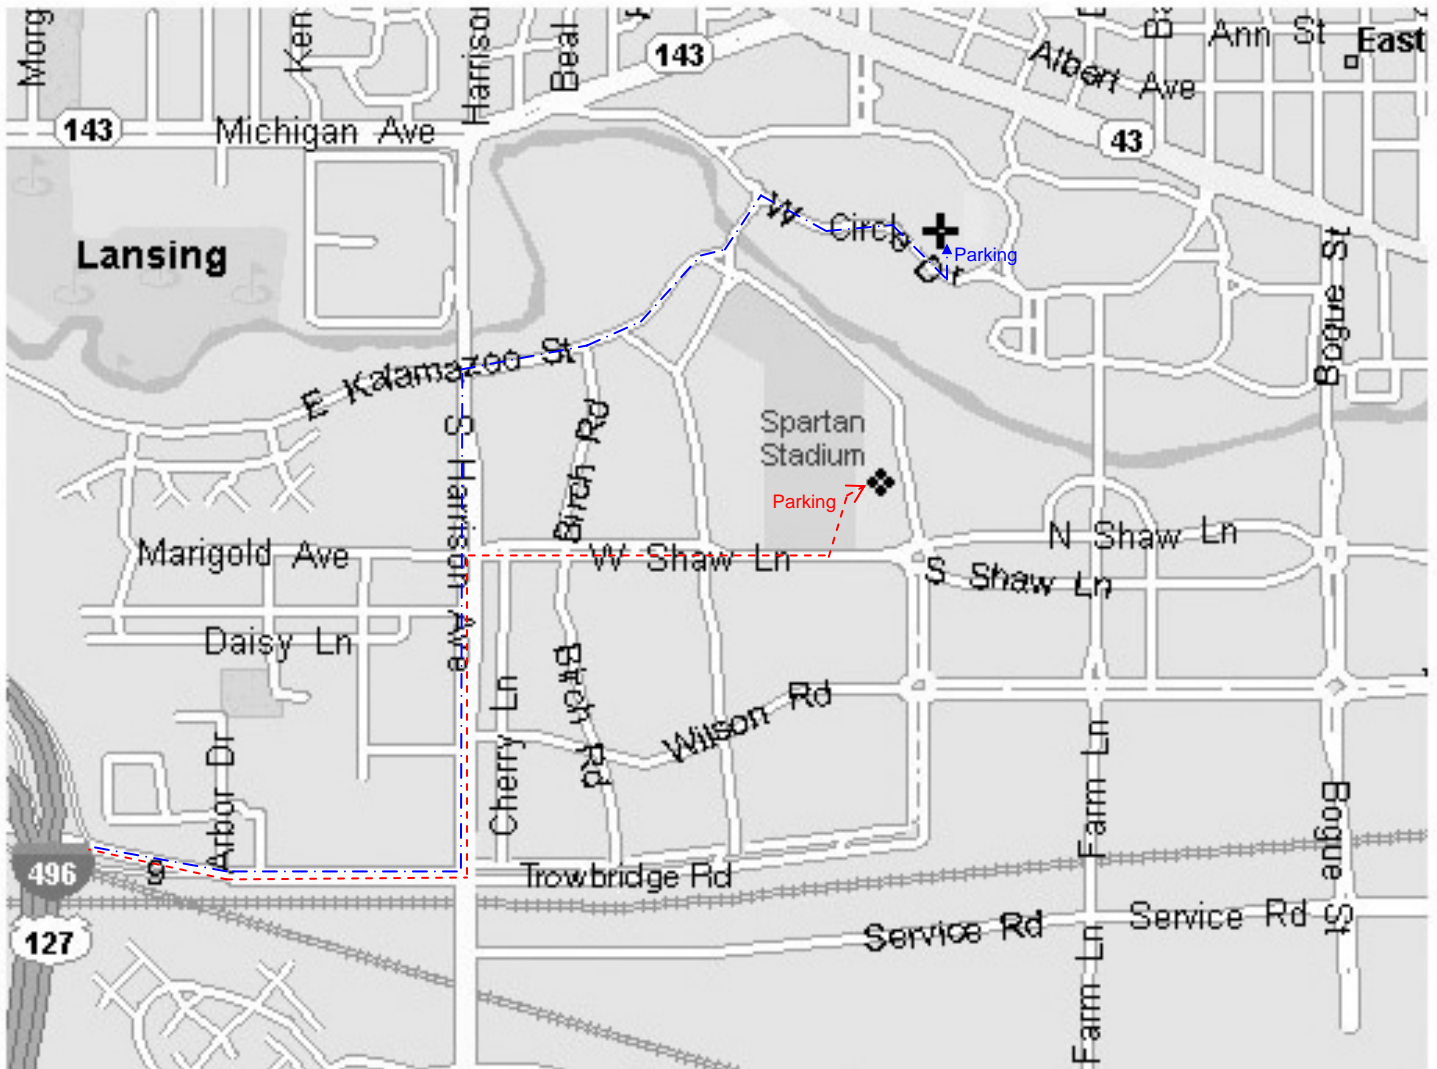 Morg
Ken
Harrison
Beal
143
Albert Ave
Ann St
East
143
Michigan Ave
43
Lansing
W Circle Dr
Parking
Bogue St
E Kalamazoo St
S Harrison Ave
Birch Rd
Spartan
Stadium
Parking
Marigold Ave
W Shaw Ln
N Shaw Ln
S Shaw Ln
Daisy Ln
Birch Rd
Cherry Ln
Wilson Rd
Arbor Dr
Farm Ln
Bogue St
496
9
Trowbridge Rd
127
Service Rd
Service Rd
Farm Ln